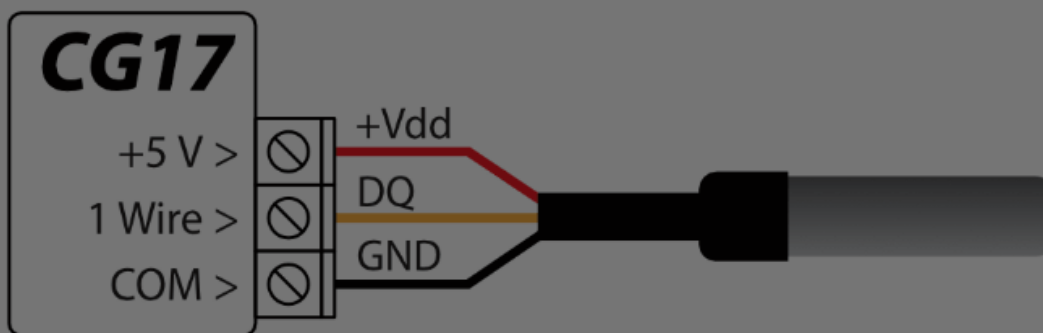 CG17
+5 V > +Vdd
1 Wire > DQ
COM > GND